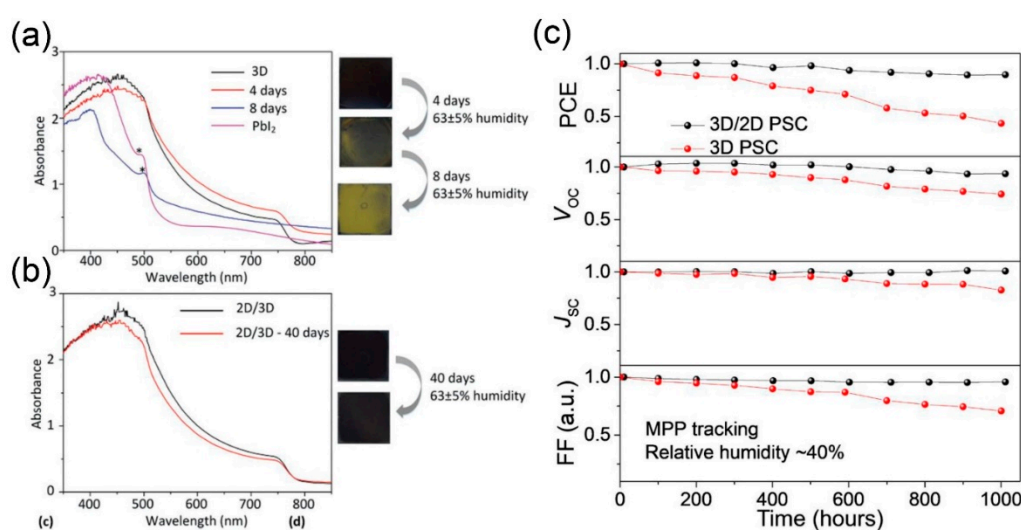 (a)
3
2
1
0
Absorbance
3D
4 days
8 days
PbI₂
*
*
400 500 600 700 800
Wavelength (nm)
4 days
63±5% humidity
8 days
63±5% humidity
(b)
3
2
1
0
Absorbance
2D/3D
2D/3D - 40 days
400 500 600 700 800
Wavelength (nm)
(c) (d)
40 days
63±5% humidity
(c)
PCE
1.0
0.5
3D/2D PSC
3D PSC
VOC
1.0
0.5
JSC
1.0
0.5
FF (a.u.)
1.0
0.5
MPP tracking
Relative humidity ~40%
0 200 400 600 800 1000
Time (hours)